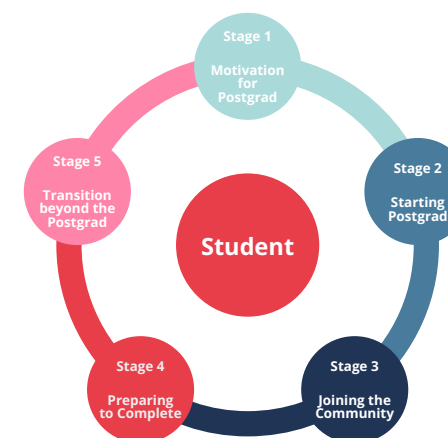 Stage 1
Motivation
for
Postgrad
Stage 2
Starting
Postgrad
Stage 5
Transition
beyond the
Postgrad
Student
Stage 3
Joining the
Community
Stage 4
Preparing
to Complete